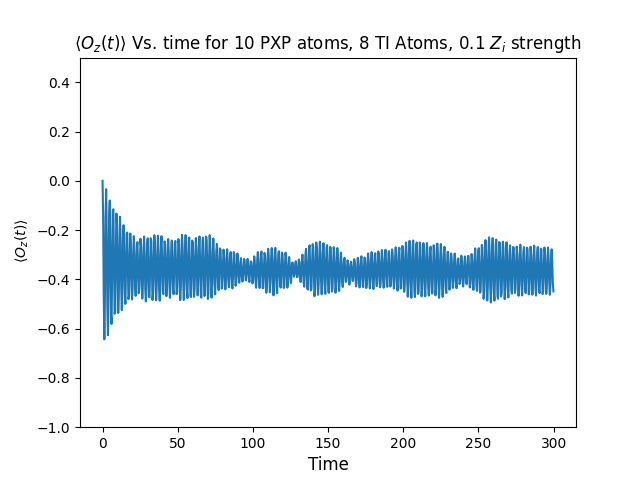 ⟨O_z(t)⟩ Vs. time for 10 PXP atoms, 8 TI Atoms, 0.1 Z_i strength
0.4
0.2
0.0
−0.2
⟨O_z(t)⟩
−0.4
−0.6
−0.8
−1.0
0 50 100 150 200 250 300
Time